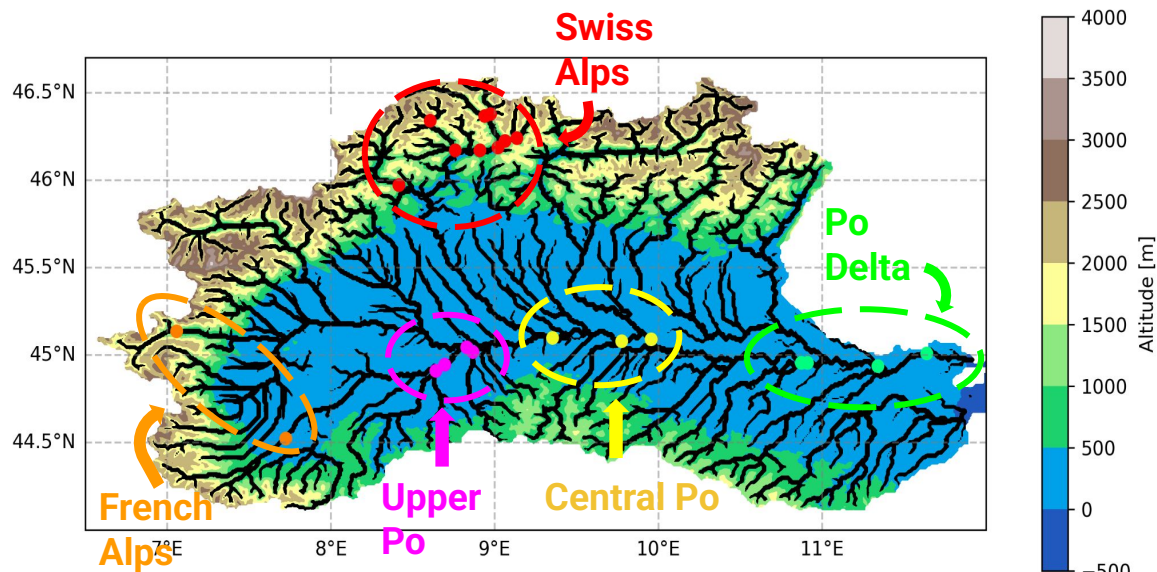 Swiss
Alps
4000
3500
3000
2500
2000
1500
1000
500
0
−500
Altitude [m]
46.5°N
46°N
45.5°N
45°N
44.5°N
Po
Delta
French
Alps
Upper
Po
Central Po
7°E
8°E
9°E
10°E
11°E